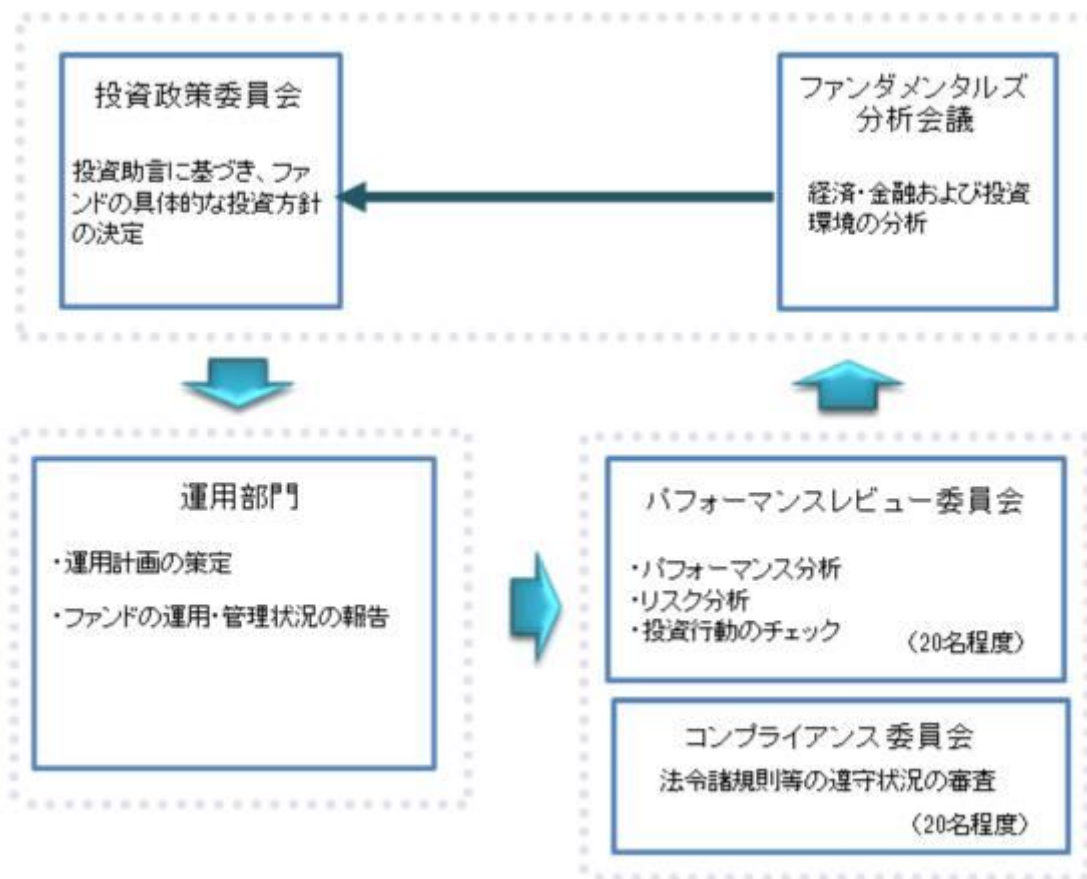 投資政策委員会
投資助言に基づき、ファ
ンドの具体的な投資方針
の決定
ファンダメンタルズ
分析会議
経済・金融および投資
環境の分析
運用部門
・運用計画の策定
・ファンドの運用・管理状況の報告
パフォーマンスレビュー委員会
・パフォーマンス分析
・リスク分析
・投資行動のチェック
（20名程度）
コンプライアンス委員会
法令諸規則等の遵守状況の審査
（20名程度）